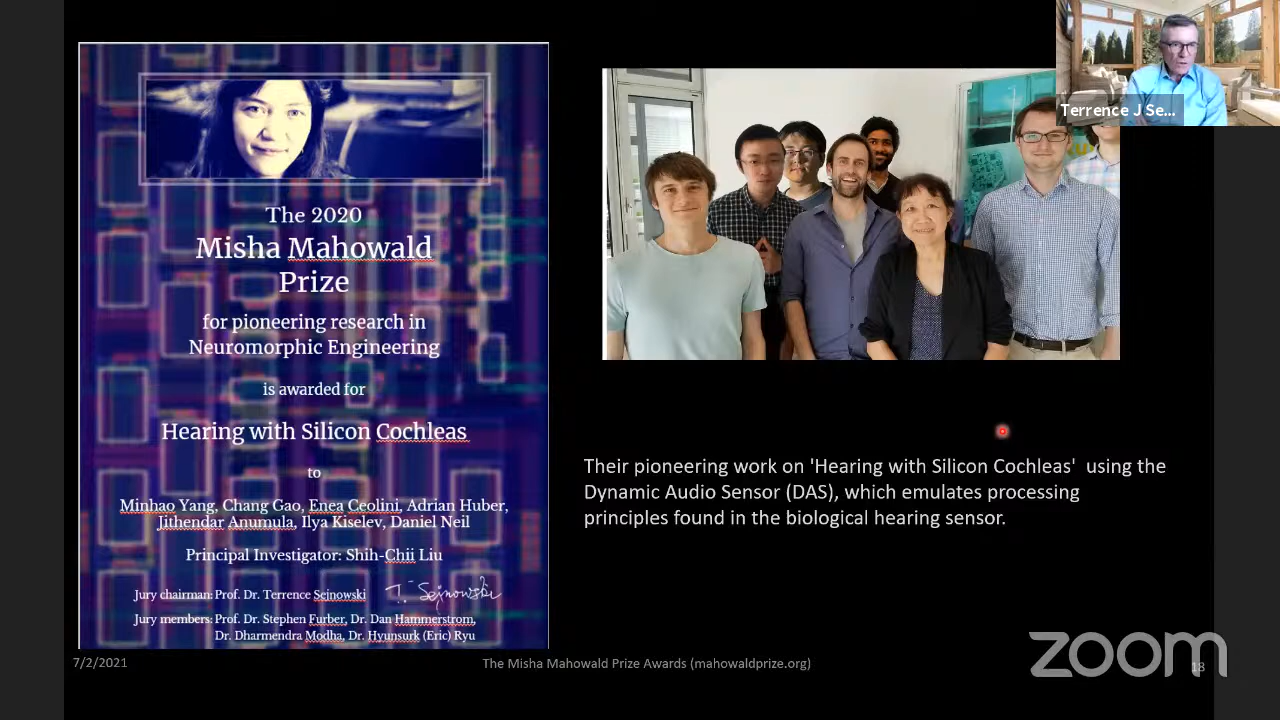 The 2020
Misha Mahowald
Prize
for pioneering research in
Neuromorphic Engineering
is awarded for
Hearing with Silicon Cochleas
to
Minhao Yang, Chang Gao, Enea Ceolini, Adrian Huber,
Jithendar Anumula, Ilya Kiselev, Daniel Neil
Principal Investigator: Shih-Chii Liu
Jury chairman: Prof. Dr. Terrence Sejnowski
T. Sejnowski
Jury members: Prof. Dr. Stephen Furber, Dr. Dan Hammerstrom,
Dr. Dharmendra Modha, Dr. Hyunsurk (Eric) Ryu
Terrence J Se...
Their pioneering work on 'Hearing with Silicon Cochleas' using the
Dynamic Audio Sensor (DAS), which emulates processing
principles found in the biological hearing sensor.
7/2/2021
The Misha Mahowald Prize Awards (mahowaldprize.org)
18
zoom